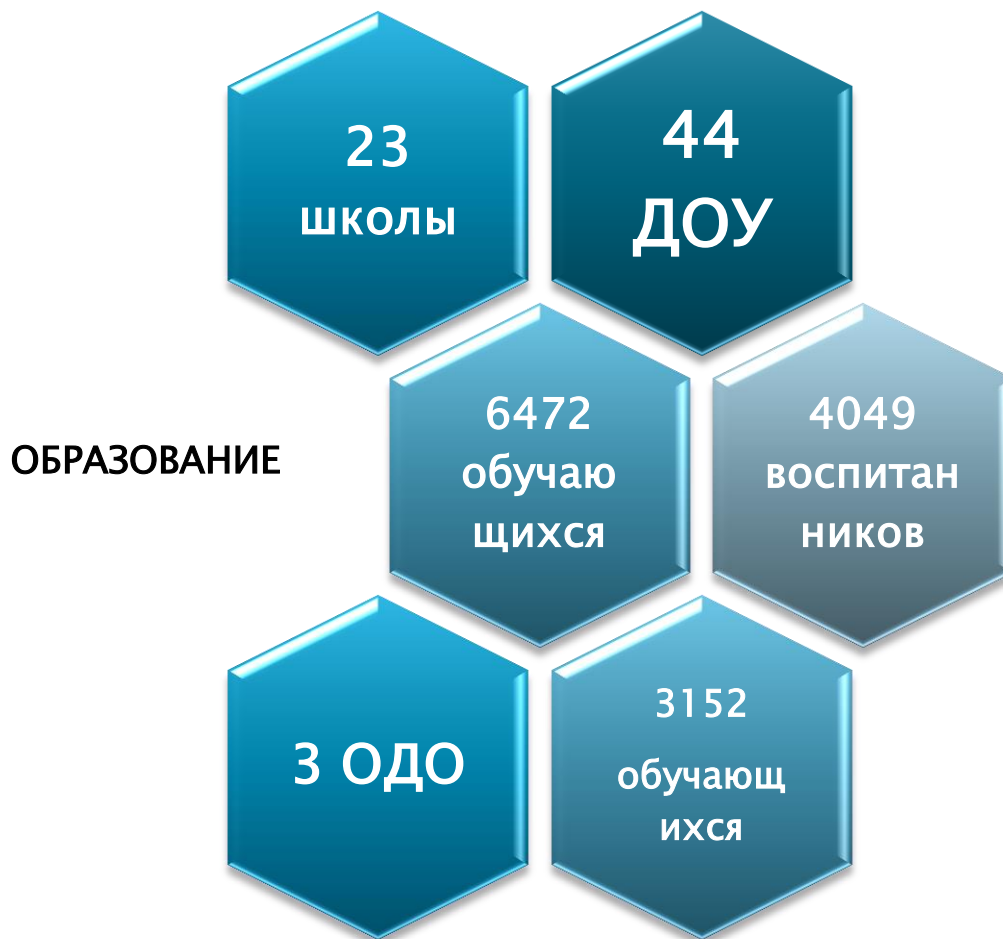 23
школы
44
ДОУ
ОБРАЗОВАНИЕ
6472
обучаю
щихся
4049
воспитан
ников
3 ОДО
3152
обучающ
ихся